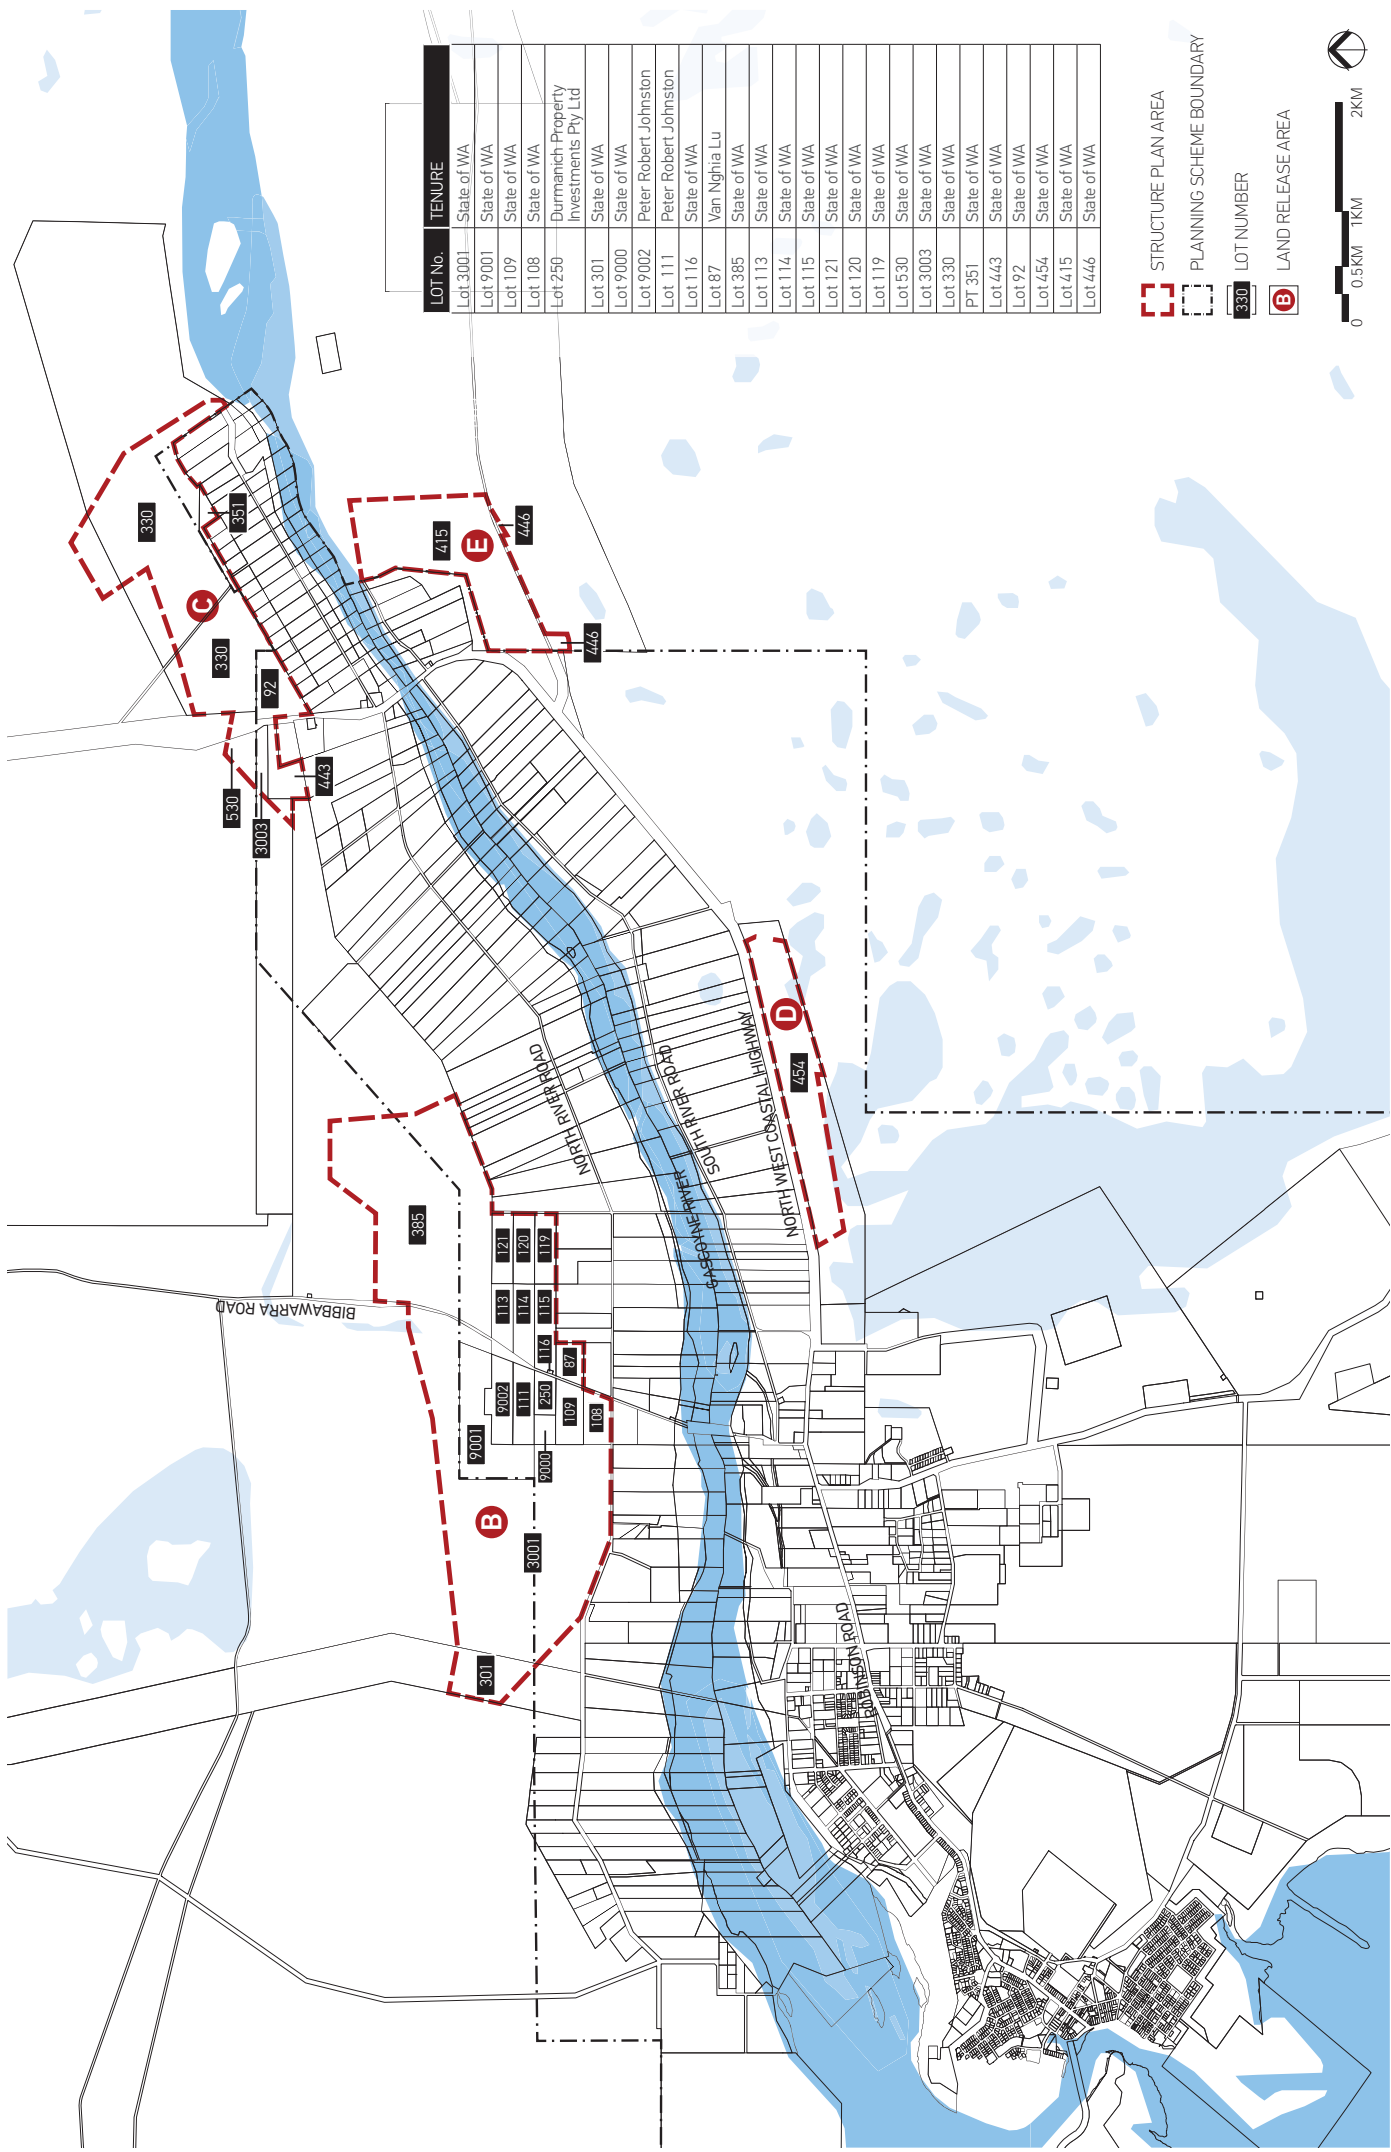 LOT No. TENURE
Lot 3001 State of WA
Lot 9001 State of WA
Lot 109 State of WA
Lot 108 State of WA
Lot 250 Durmanich Property
Investments Pty Ltd
Lot 301 State of WA
Lot 9000 State of WA
Lot 9002 Peter Robert Johnston
Lot 111 Peter Robert Johnston
Lot 116 State of WA
Lot 87 Van Nghia Lu
Lot 385 State of WA
Lot 113 State of WA
Lot 114 State of WA
Lot 115 State of WA
Lot 121 State of WA
Lot 120 State of WA
Lot 119 State of WA
Lot 530 State of WA
Lot 3003 State of WA
Lot 330 State of WA
PT 351 State of WA
Lot 443 State of WA
Lot 92 State of WA
Lot 454 State of WA
Lot 415 State of WA
Lot 446 State of WA
STRUCTURE PLAN AREA
PLANNING SCHEME BOUNDARY
330 LOT NUMBER
B LAND RELEASE AREA
0 0.5KM 1KM 2KM
330
351
C
330
92
530
3003
443
415
E
446
446
454
D
385
121
120
119
113
114
115
116
87
9002
111
250
109
108
9001
9000
B
3001
301
BIBBAWARRA ROAD
NORTH RIVER ROAD
GASCOYNE RIVER
SOUTH RIVER ROAD
NORTH WEST COASTAL HIGHWAY
ROBINSON ROAD